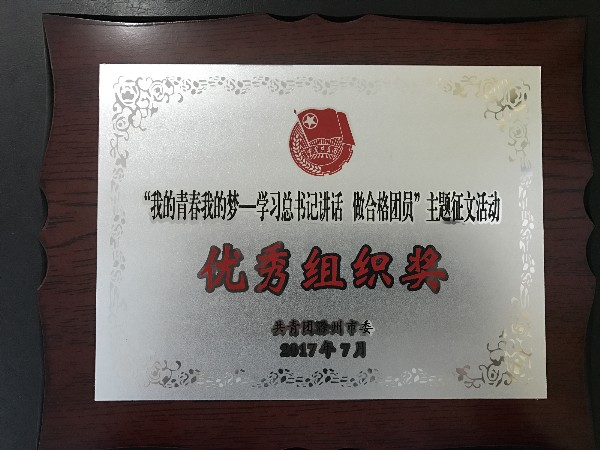 “我的青春我的梦—学习总书记讲话 做合格团员”主题征文活动
优秀组织奖
共青团滕州市委
2017年7月